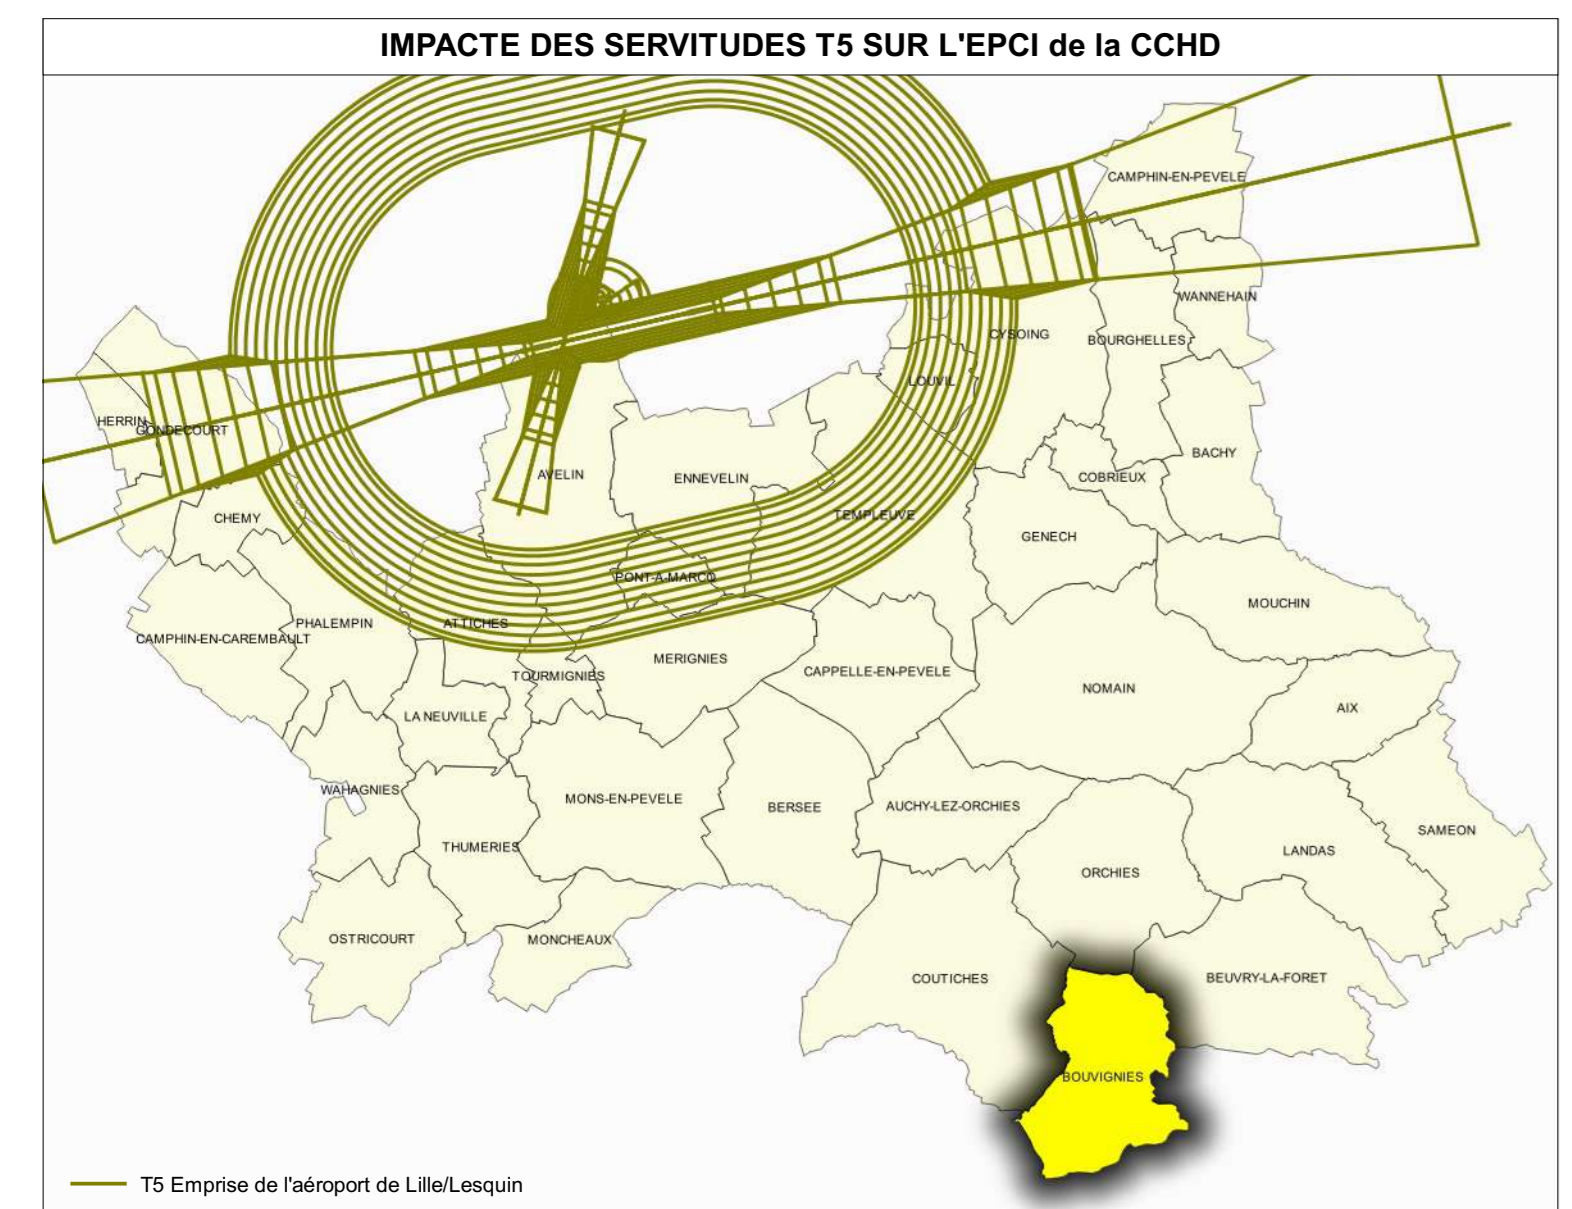 IMPACTE DES SERVITUDES T5 SUR L'EPCI de la CCHD
CAMPHIN-EN-PEVELE
WANNEHAIN
CYSOING
BOURGHELLES
LOUVIL
HERRIN
GONDECOURT
BACHY
AVELIN
ENNEVELIN
COBRIEUX
CHEMY
TEMPLEUVE
GENECH
PONT-A-MARCQ
MOUCHIN
PHALEMPIN
ATTICHES
CAMPHIN-EN-CAREMBAULT
MERIGNIES
TOURMIGNIES
CAPPELLE-EN-PEVELE
NOMAIN
AIX
LA NEUVILLE
WAHAGNIES
MONS-EN-PEVELE
BERSEE
AUCHY-LEZ-ORCHIES
SAMEON
THUMERIES
LANDAS
ORCHIES
OSTRICOURT
MONCHEAUX
COUTICHES
BEUVRY-LA-FORET
BOUVIGNIES
T5 Emprise de l'aéroport de Lille/Lesquin